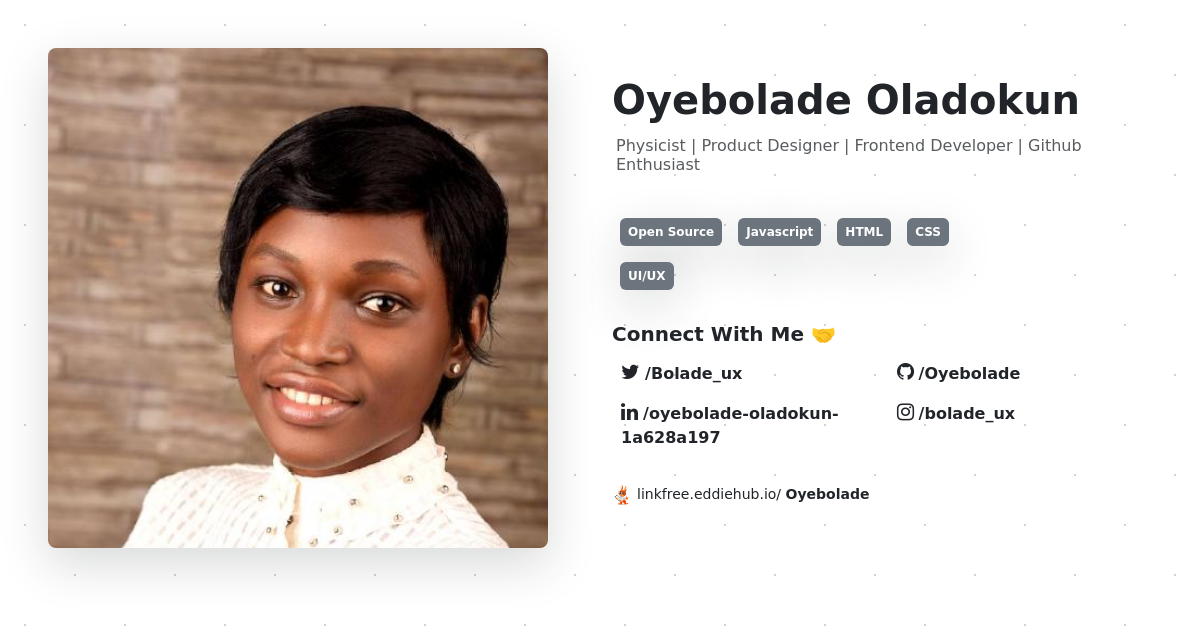 Oyebolade Oladokun
Physicist | Product Designer | Frontend Developer | Github
Enthusiast
Open Source Javascript HTML CSS
UI/UX
Connect With Me 🤝
/Bolade_ux /Oyebolade
/oyebolade-oladokun- /bolade_ux
1a628a197
linkfree.eddiehub.io/ Oyebolade